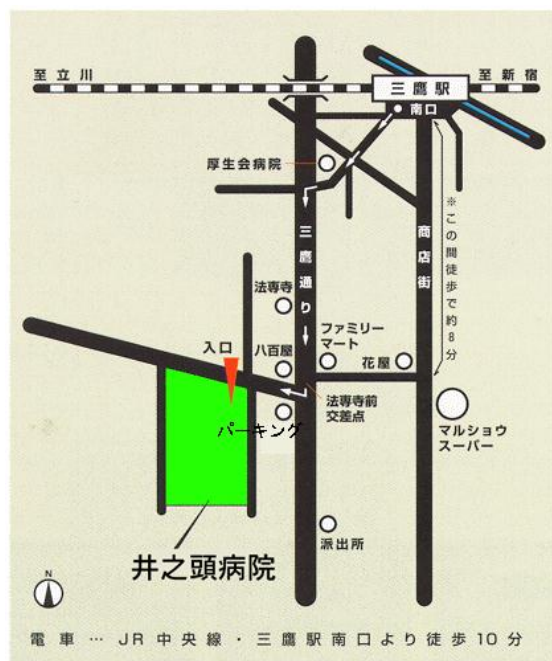 至立川
三鷹駅
至新宿
南口
厚生会病院
三鷹通り
商店街
※この間徒歩で約8分
法専寺
入口
八百屋
ファミリー
マート
花屋
パーキング
法専寺前
交差点
マルショウ
スーパー
派出所
井之頭病院
N
電車…JR中央線・三鷹駅南口より徒歩10分